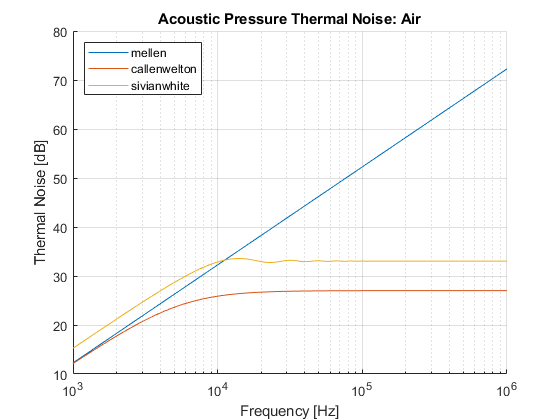 Acoustic Pressure Thermal Noise: Air
80
70
60
50
40
30
20
10
Thermal Noise [dB]
mellen
callenwelton
sivianwhite
10^3
10^4
10^5
10^6
Frequency [Hz]